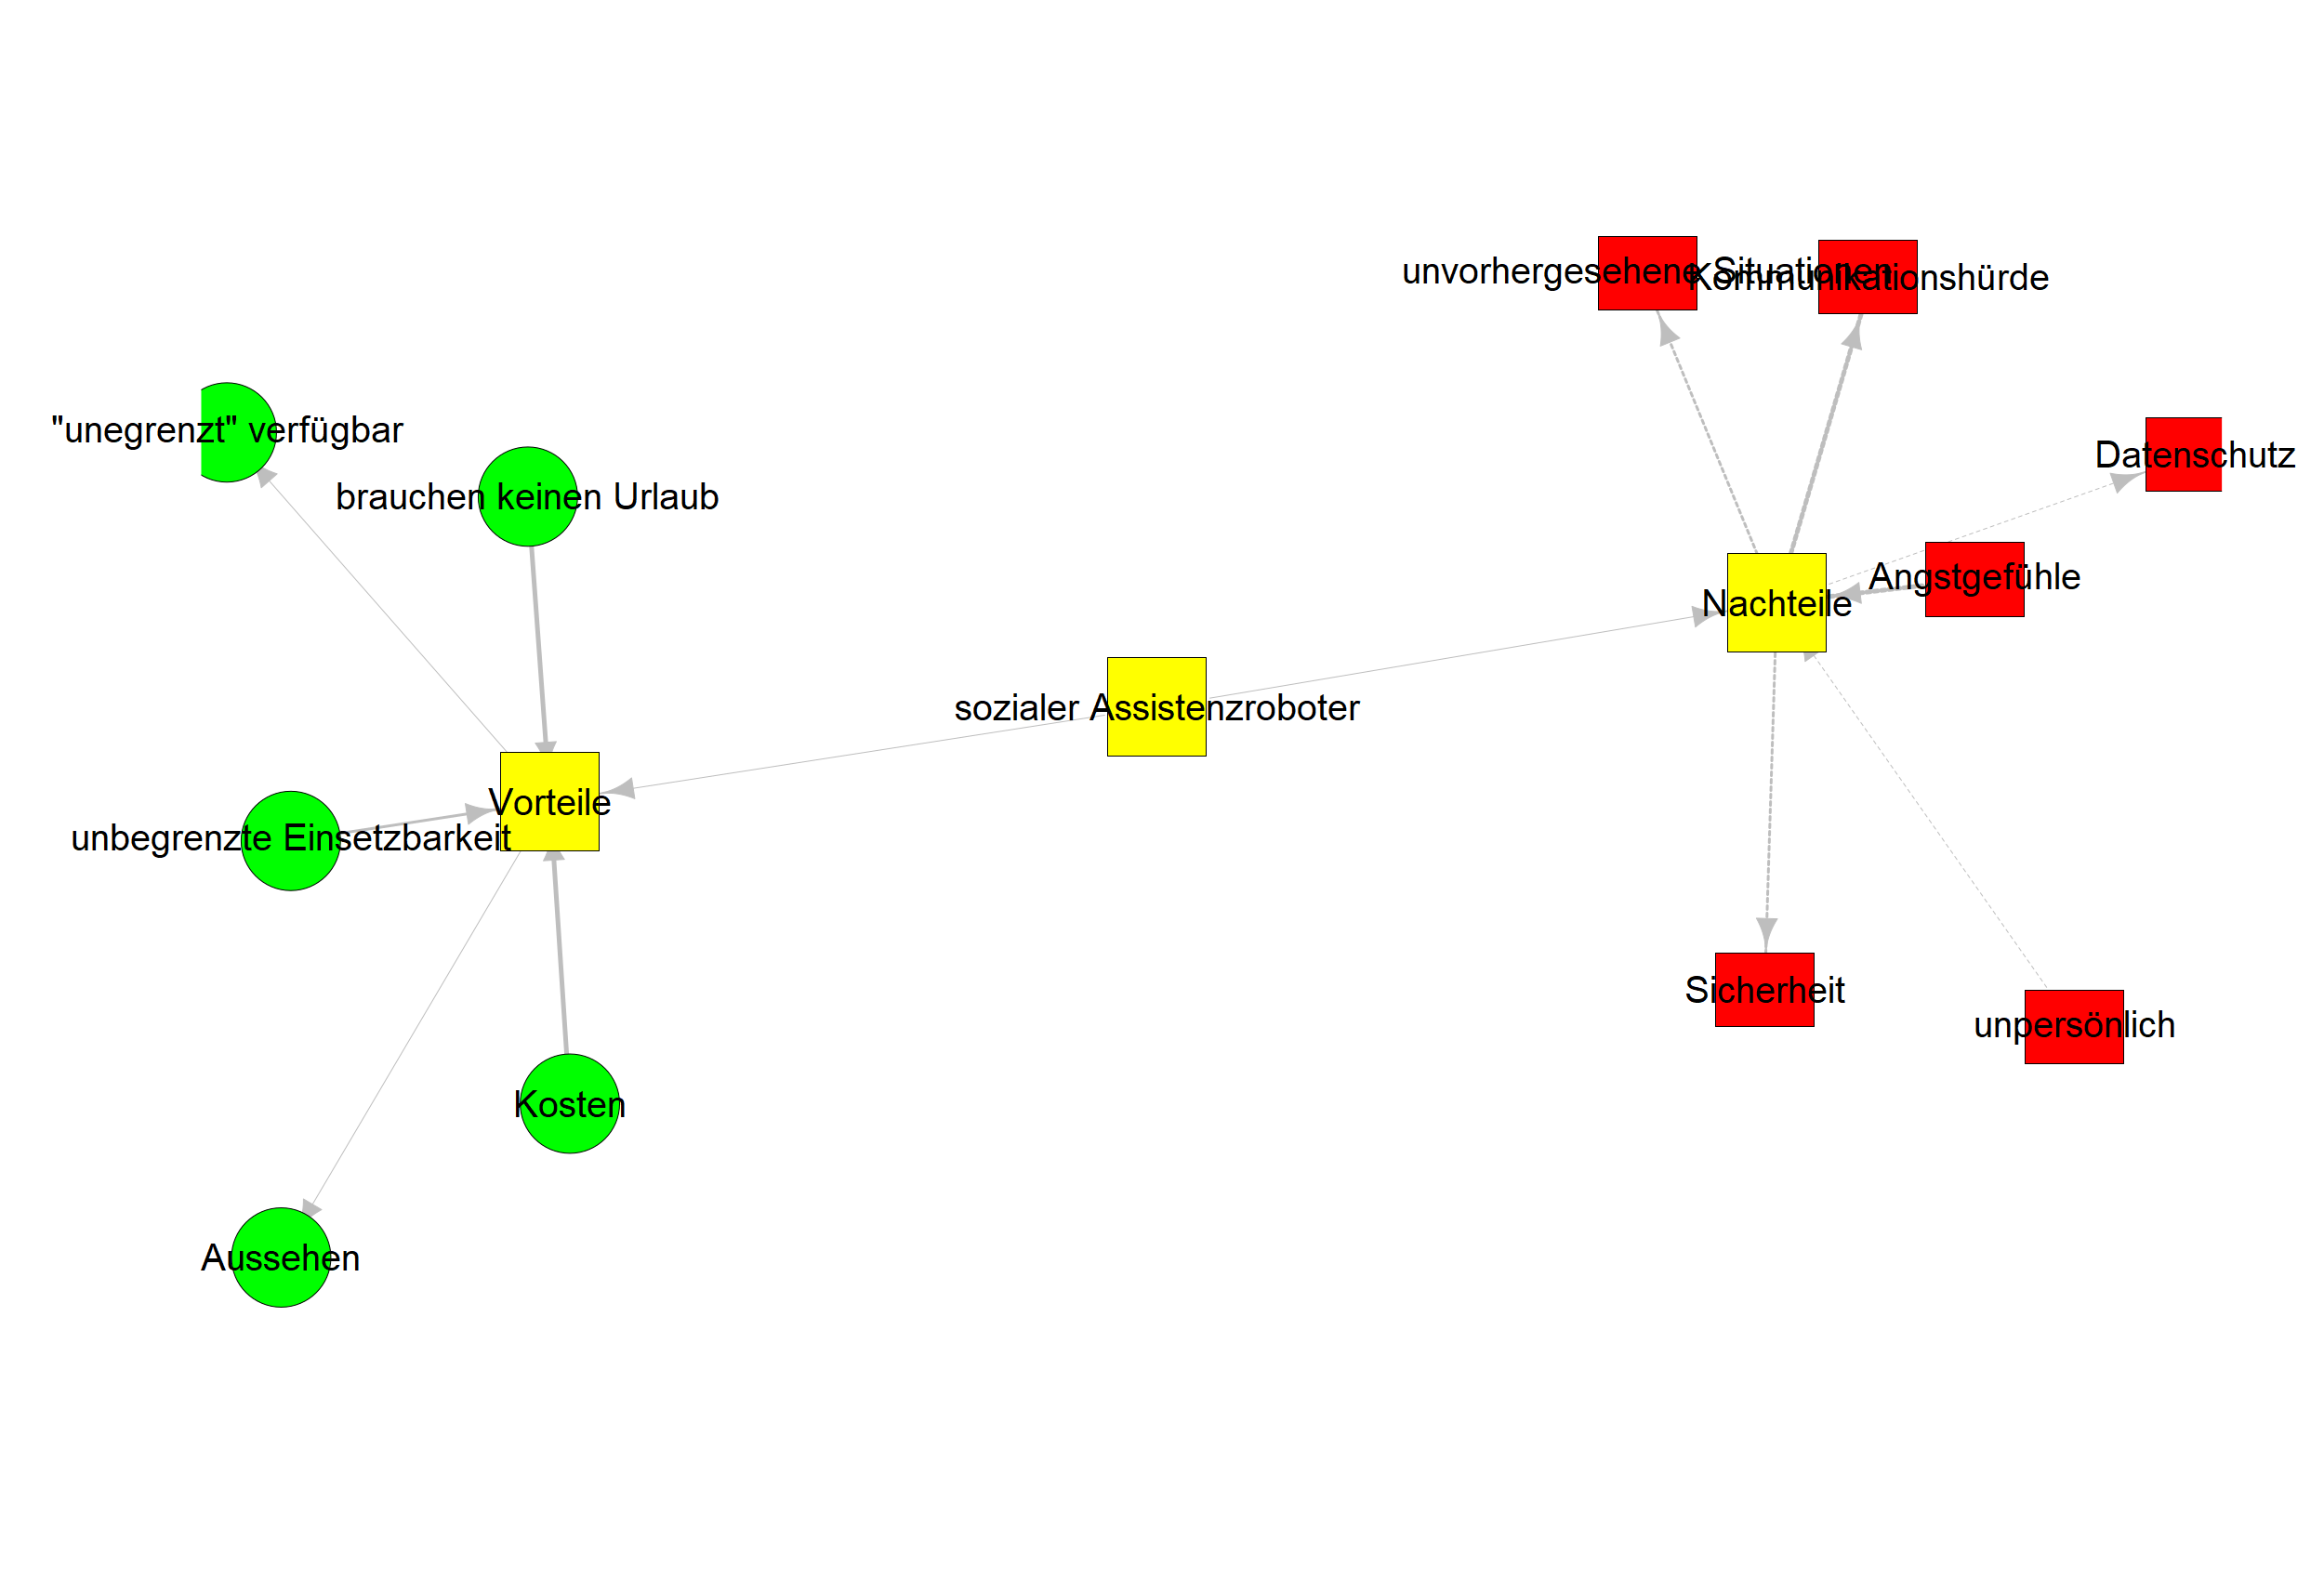 unvorhergesehene Situationen
Kommunikationshürde
"unegrenzt" verfügbar
Datenschutz
brauchen keinen Urlaub
Angstgefühle
Nachteile
sozialer Assistenzroboter
Vorteile
unbegrenzte Einsetzbarkeit
Sicherheit
unpersönlich
Kosten
Aussehen